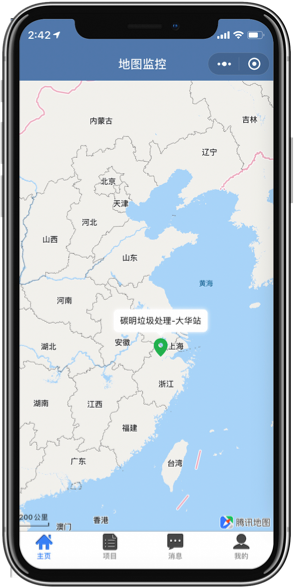 2:42
地图监控
吉林
内蒙古
辽宁
北京
天津
河北
山西
山东
黄海
河南
碳明垃圾处理-大华站
安徽
上海
湖北
浙江
湖南
江西
福建
广东
台湾
200 公里
澳门
香港
腾讯地图
主页
项目
消息
我的